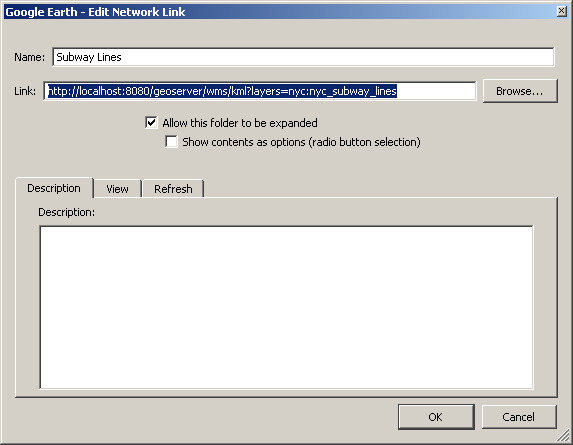 Google Earth - Edit Network Link
Name: Subway Lines
Link: http://localhost:8080/geoserver/wms/kml?layers=nyc:nyc_subway_lines Browse...
Allow this folder to be expanded
Show contents as options (radio button selection)
Description View Refresh
Description:
OK Cancel